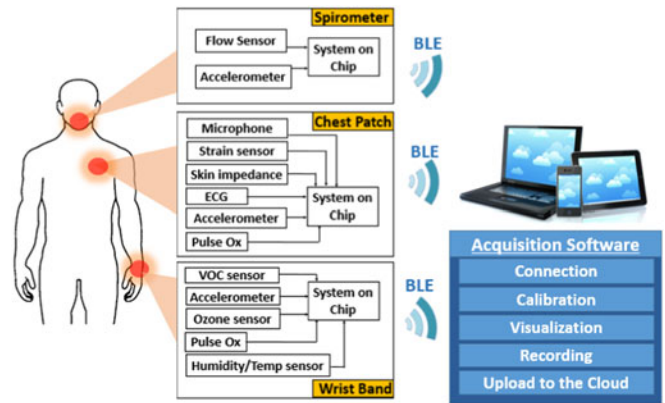 Spirometer
Flow Sensor
System on
Chip
Accelerometer
BLE
Chest Patch
Microphone
Strain sensor
Skin impedance
ECG
System on
Chip
Accelerometer
Pulse Ox
BLE
VOC sensor
Accelerometer
System on
Chip
Ozone sensor
Pulse Ox
Humidity/Temp sensor
Wrist Band
BLE
Acquisition Software
Connection
Calibration
Visualization
Recording
Upload to the Cloud